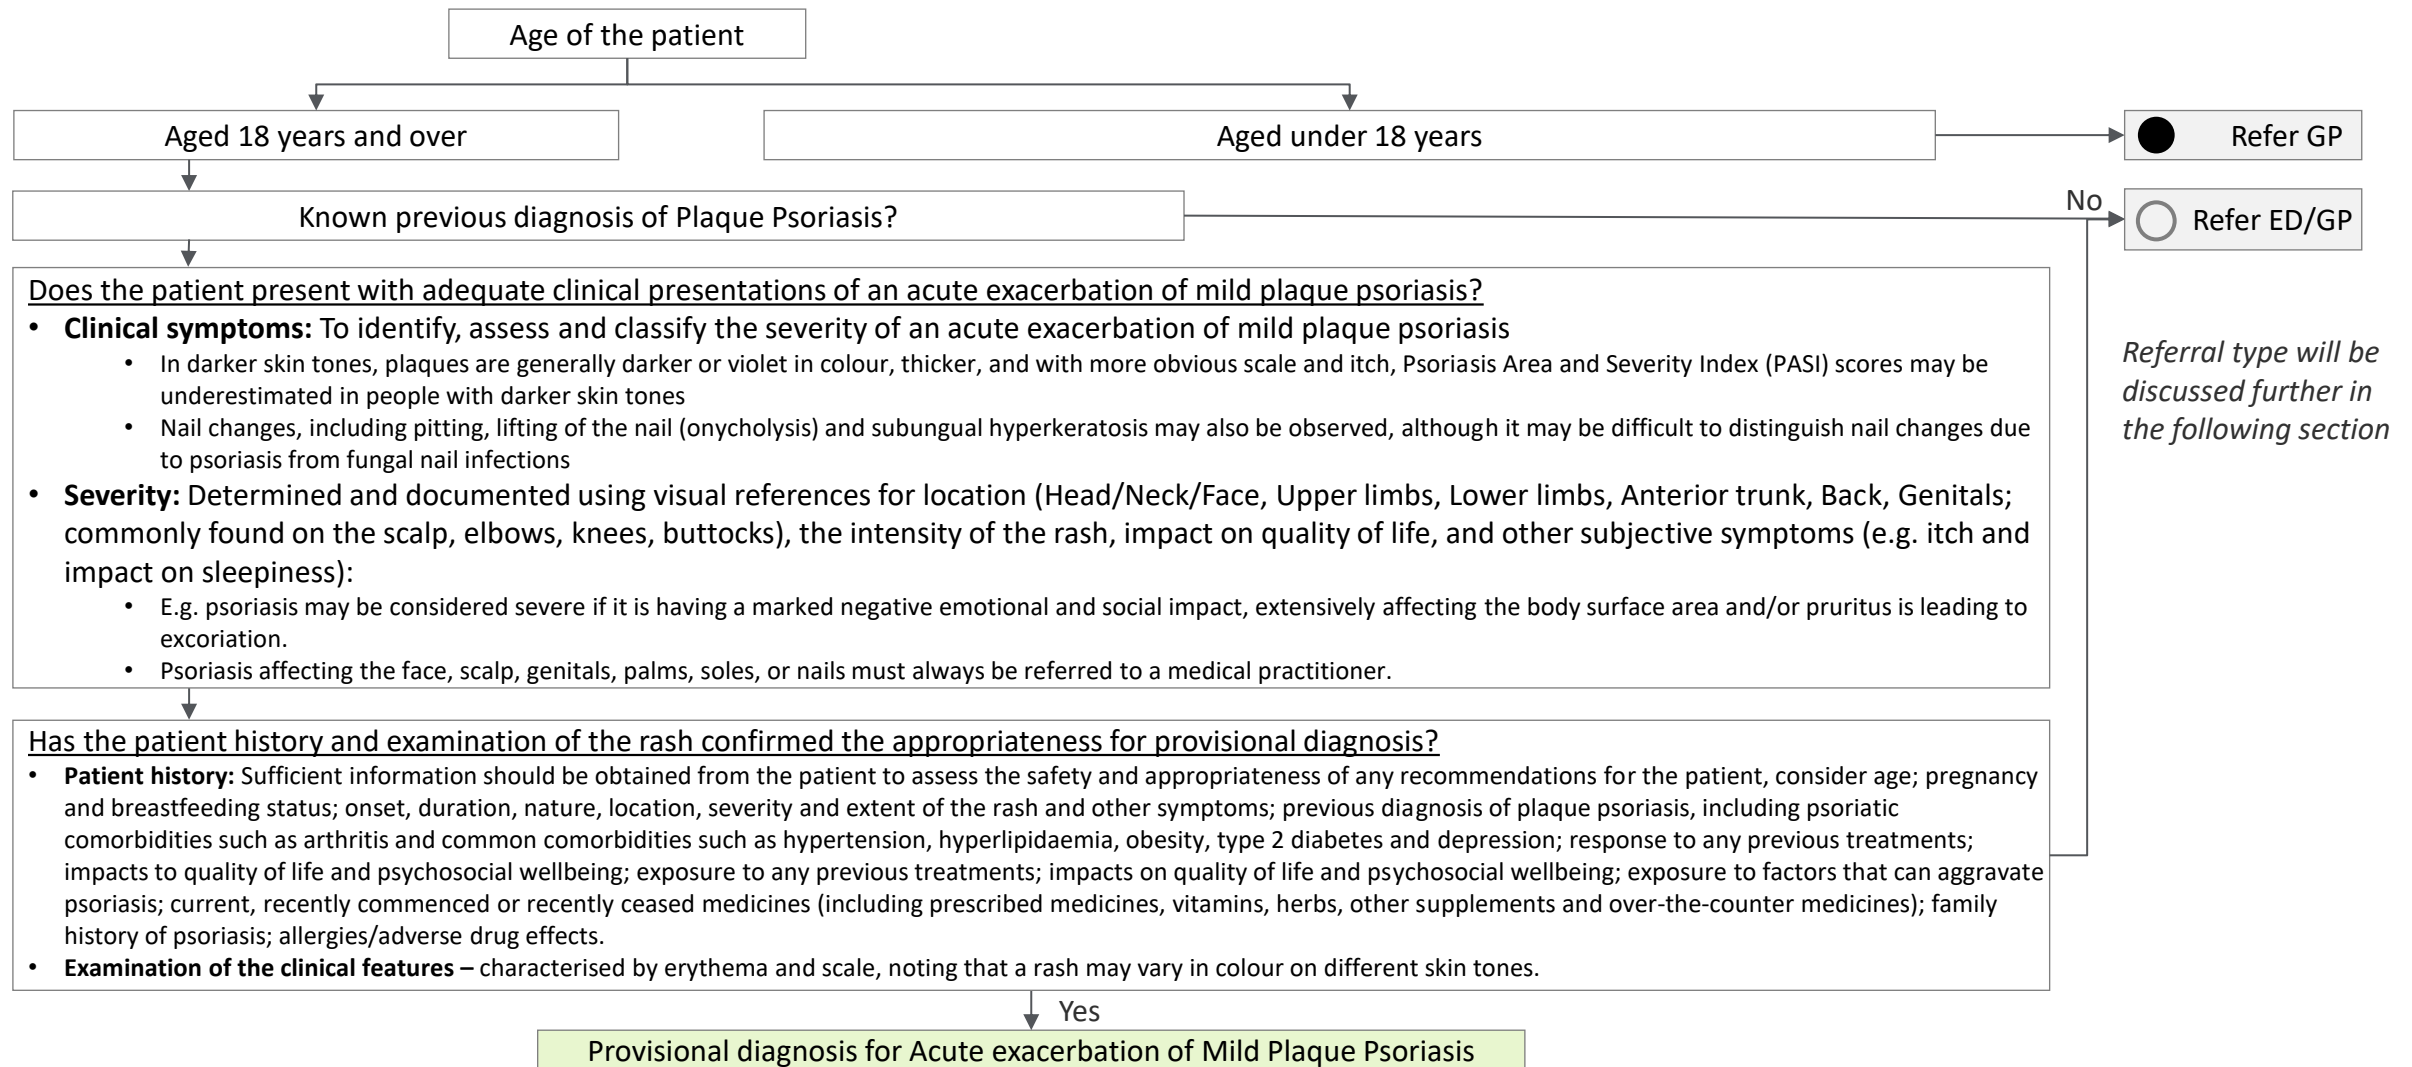 Age of the patient
Aged 18 years and over
Aged under 18 years
Refer GP
Known previous diagnosis of Plaque Psoriasis?
No
Refer ED/GP
Does the patient present with adequate clinical presentations of an acute exacerbation of mild plaque psoriasis?
• Clinical symptoms: To identify, assess and classify the severity of an acute exacerbation of mild plaque psoriasis
• In darker skin tones, plaques are generally darker or violet in colour, thicker, and with more obvious scale and itch, Psoriasis Area and Severity Index (PASI) scores may be
underestimated in people with darker skin tones
• Nail changes, including pitting, lifting of the nail (onycholysis) and subungual hyperkeratosis may also be observed, although it may be difficult to distinguish nail changes due
to psoriasis from fungal nail infections
• Severity: Determined and documented using visual references for location (Head/Neck/Face, Upper limbs, Lower limbs, Anterior trunk, Back, Genitals;
commonly found on the scalp, elbows, knees, buttocks), the intensity of the rash, impact on quality of life, and other subjective symptoms (e.g. itch and
impact on sleepiness):
• E.g. psoriasis may be considered severe if it is having a marked negative emotional and social impact, extensively affecting the body surface area and/or pruritus is leading to
excoriation.
• Psoriasis affecting the face, scalp, genitals, palms, soles, or nails must always be referred to a medical practitioner.
Referral type will be
discussed further in
the following section
Has the patient history and examination of the rash confirmed the appropriateness for provisional diagnosis?
• Patient history: Sufficient information should be obtained from the patient to assess the safety and appropriateness of any recommendations for the patient, consider age; pregnancy
and breastfeeding status; onset, duration, nature, location, severity and extent of the rash and other symptoms; previous diagnosis of plaque psoriasis, including psoriatic
comorbidities such as arthritis and common comorbidities such as hypertension, hyperlipidaemia, obesity, type 2 diabetes and depression; response to any previous treatments;
impacts to quality of life and psychosocial wellbeing; exposure to any previous treatments; impacts on quality of life and psychosocial wellbeing; exposure to factors that can aggravate
psoriasis; current, recently commenced or recently ceased medicines (including prescribed medicines, vitamins, herbs, other supplements and over-the-counter medicines); family
history of psoriasis; allergies/adverse drug effects.
• Examination of the clinical features – characterised by erythema and scale, noting that a rash may vary in colour on different skin tones.
Yes
Provisional diagnosis for Acute exacerbation of Mild Plaque Psoriasis